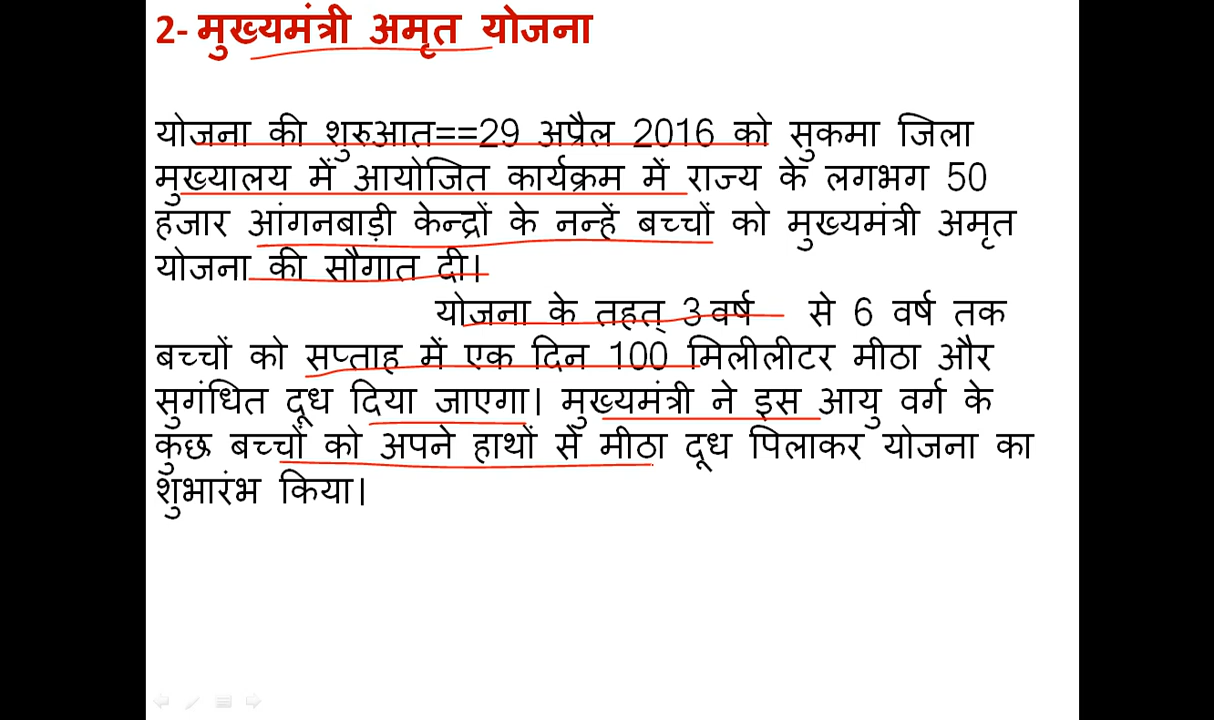 2- मुख्यमंत्री अमृत योजना
योजना की शुरुआत==29 अप्रैल 2016 को सुकमा जिला
मुख्यालय में आयोजित कार्यक्रम में राज्य के लगभग 50
हजार आंगनबाड़ी केन्द्रों के नन्हें बच्चों को मुख्यमंत्री अमृत
योजना की सौगात दी।
योजना के तहत् 3 वर्ष से 6 वर्ष तक
बच्चों को सप्ताह में एक दिन 100 मिलीलीटर मीठा और
सुगंधित दूध दिया जाएगा। मुख्यमंत्री ने इस आयु वर्ग के
कुछ बच्चों को अपने हाथों से मीठा दूध पिलाकर योजना का
शुभारंभ किया।